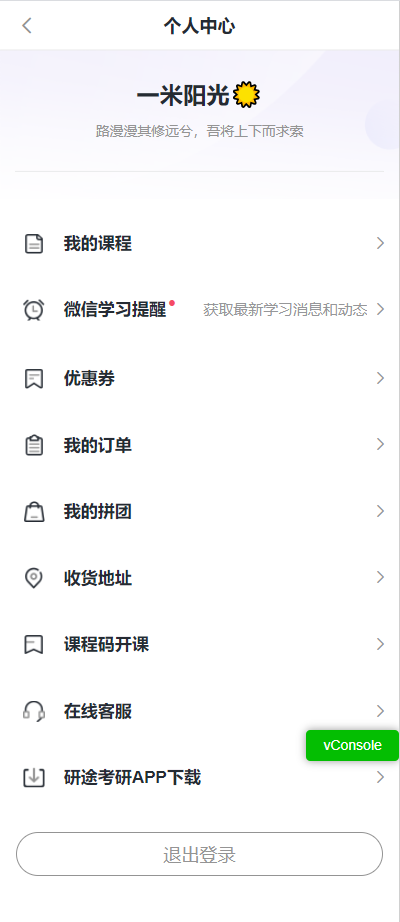 个人中心
一米阳光
路漫漫其修远兮，吾将上下而求索
我的课程
微信学习提醒 获取最新学习消息和动态
优惠券
我的订单
我的拼团
收货地址
课程码开课
在线客服
vConsole
研途考研APP下载
退出登录